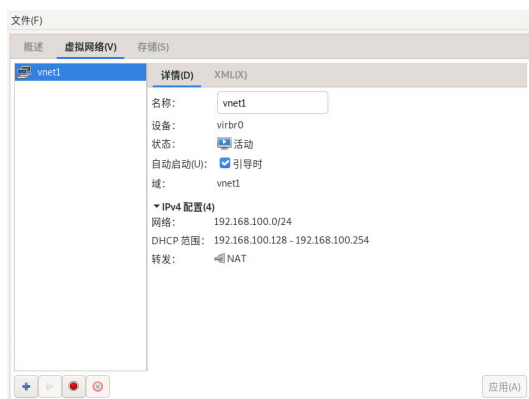 文件(F)
概述 虚拟网络(V) 存储(S)
vnet1
详情(D) XML(X)
名称: vnet1
设备: virbr0
状态: 活动
自动启动(U): 引导时
域: vnet1
IPv4 配置(4)
网络: 192.168.100.0/24
DHCP 范围: 192.168.100.128 - 192.168.100.254
转发: NAT
应用(A)